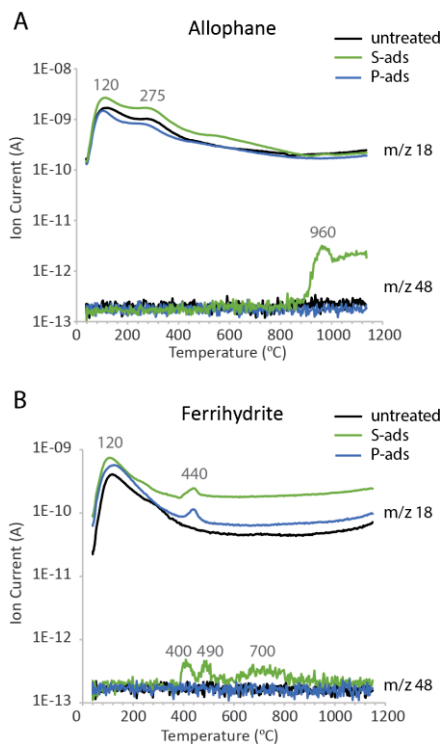 A
Allophane
untreated
S-ads
P-ads
1E-08
1E-09
1E-10
1E-11
1E-12
1E-13
Ion Current (A)
120
275
m/z 18
960
m/z 48
0
200
400
600
800
1000
1200
Temperature (°C)
B
Ferrihydrite
untreated
S-ads
P-ads
1E-09
1E-10
1E-11
1E-12
1E-13
Ion Current (A)
120
440
m/z 18
400
490
700
m/z 48
0
200
400
600
800
1000
1200
Temperature (°C)